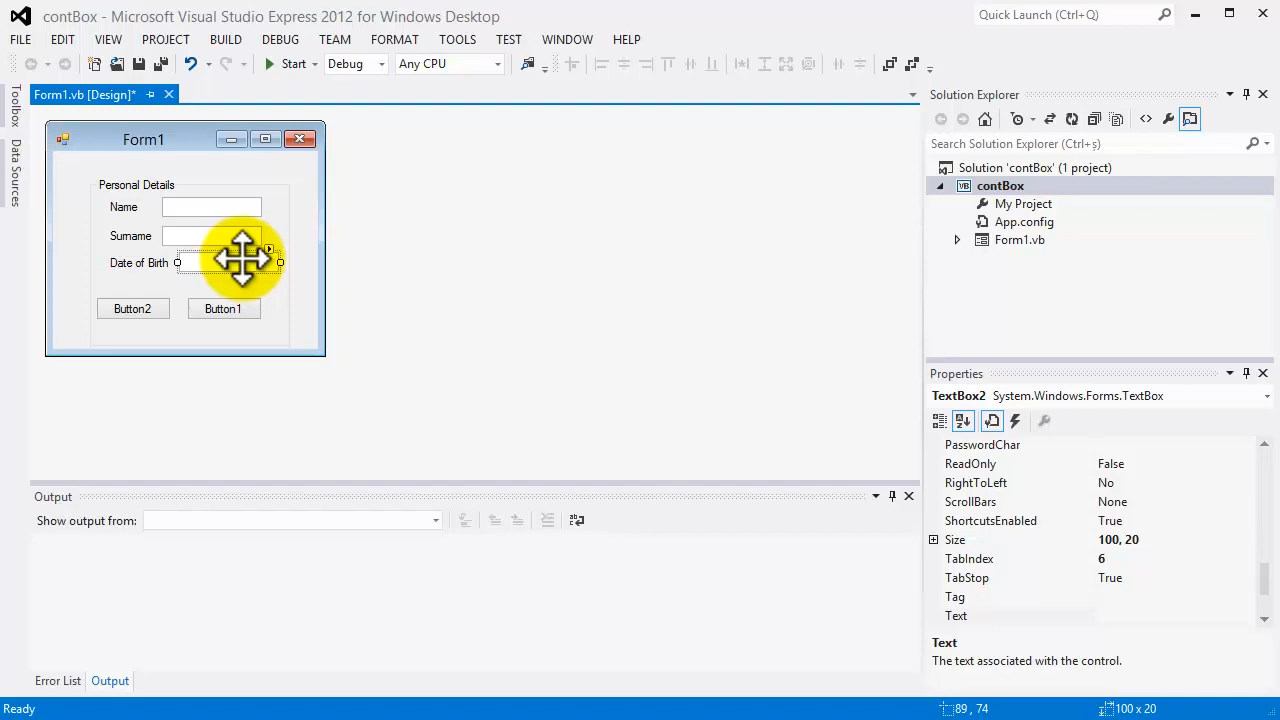 contBox - Microsoft Visual Studio Express 2012 for Windows Desktop
Quick Launch (Ctrl+Q)
FILE EDIT VIEW PROJECT BUILD DEBUG TEAM FORMAT TOOLS TEST WINDOW HELP
Start Debug Any CPU
Toolbox
Data Sources
Form1.vb [Design]*
Form1
Personal Details
Name
Surname
Date of Birth
Button2 Button1
Solution Explorer
Search Solution Explorer (Ctrl+ş)
Solution 'contBox' (1 project)
VB contBox
My Project
App.config
Form1.vb
Properties
TextBox2 System.Windows.Forms.TextBox
PasswordChar
ReadOnly False
RightToLeft No
ScrollBars None
ShortcutsEnabled True
Size 100, 20
TabIndex 6
TabStop True
Tag
Text
Text
The text associated with the control.
Output
Show output from:
Error List Output
Ready 89 , 74 100 x 20